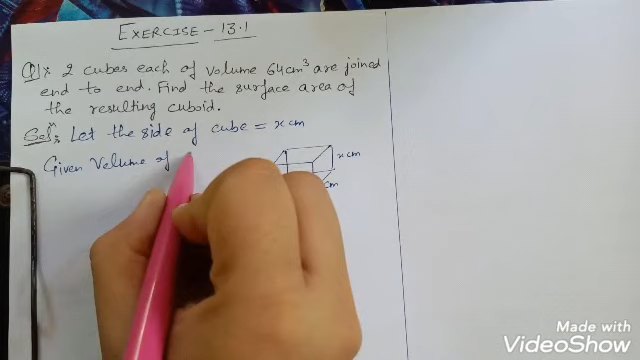 EXERCISE-13.1
Q1. 2 cubes each of volume 64cm³ are joined
end to end. Find the surface area of
the resulting cuboid.
Solⁿ: Let the side of cube = x cm
Given Volume of
x cm
cm
Made with
VideoShow